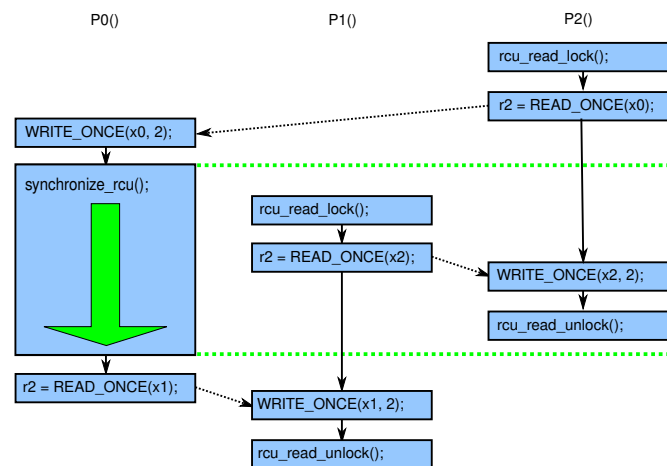 P0()
P1()
P2()
rcu_read_lock();
r2 = READ_ONCE(x0);
WRITE_ONCE(x0, 2);
synchronize_rcu();
rcu_read_lock();
r2 = READ_ONCE(x2);
WRITE_ONCE(x2, 2);
rcu_read_unlock();
r2 = READ_ONCE(x1);
WRITE_ONCE(x1, 2);
rcu_read_unlock();